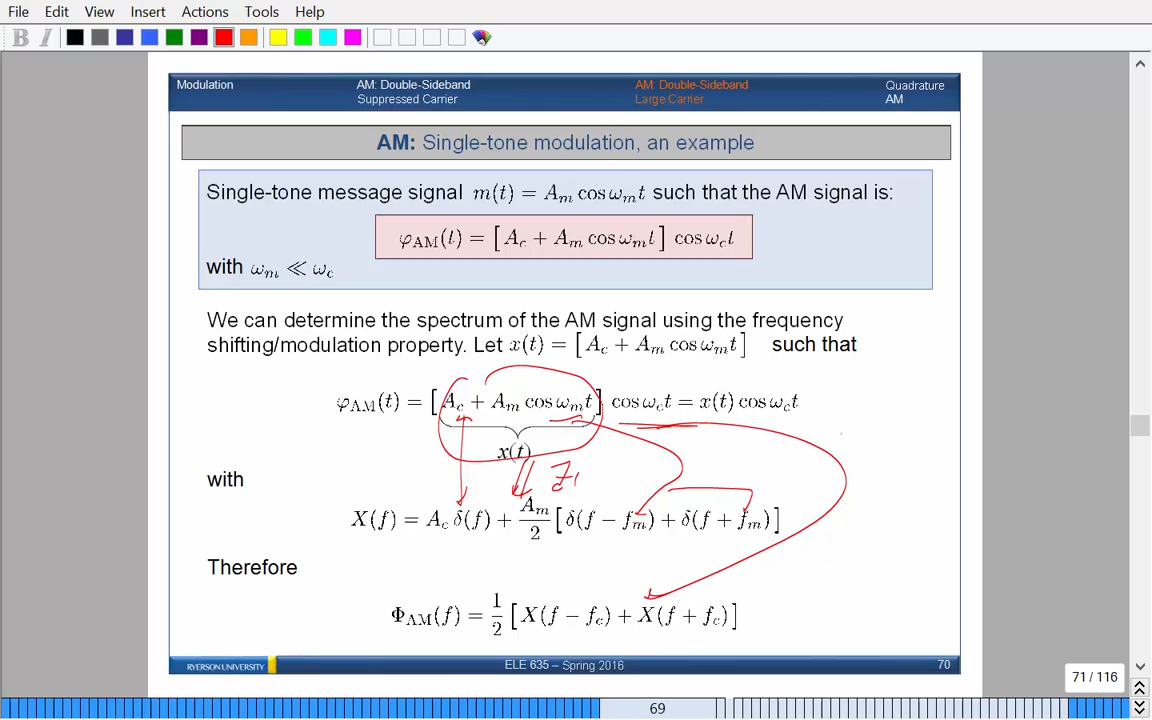 File Edit View Insert Actions Tools Help
B I
Modulation AM: Double-Sideband Suppressed Carrier AM: Double-Sideband Large Carrier Quadrature AM
AM: Single-tone modulation, an example
Single-tone message signal m(t) = A_m cos ω_m t such that the AM signal is:
φ_AM(t) = [ A_c + A_m cos ω_m t ] cos ω_c t
with ω_m ≪ ω_c
We can determine the spectrum of the AM signal using the frequency
shifting/modulation property. Let x(t) = [ A_c + A_m cos ω_m t ] such that
φ_AM(t) = [ A_c + A_m cos ω_m t ] cos ω_c t = x(t) cos ω_c t
x(t)
with
X(f) = A_c δ(f) + A_m/2 [ δ(f − f_m) + δ(f + f_m) ]
Therefore
Φ_AM(f) = 1/2 [ X(f − f_c) + X(f + f_c) ]
RYERSON UNIVERSITY ELE 635 – Spring 2016 70
71 / 116
69